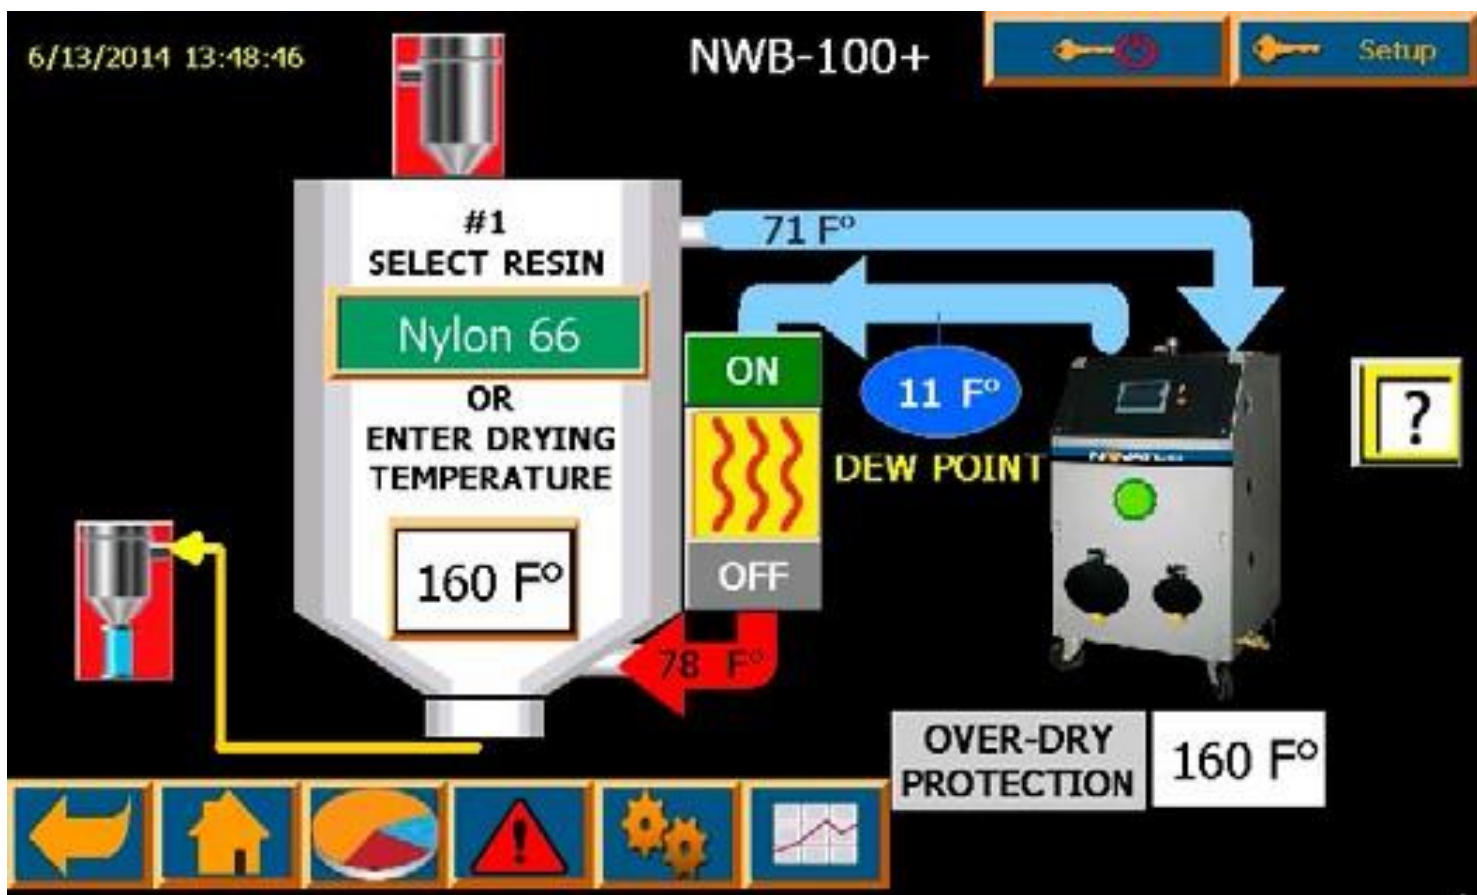 6/13/2014 13:48:46
NWB-100+
Setup
#1
SELECT RESIN
Nylon 66
OR
ENTER DRYING
TEMPERATURE
160 F°
71 F°
ON
OFF
11 F°
DEW POINT
78 F°
?
OVER-DRY
PROTECTION
160 F°
!